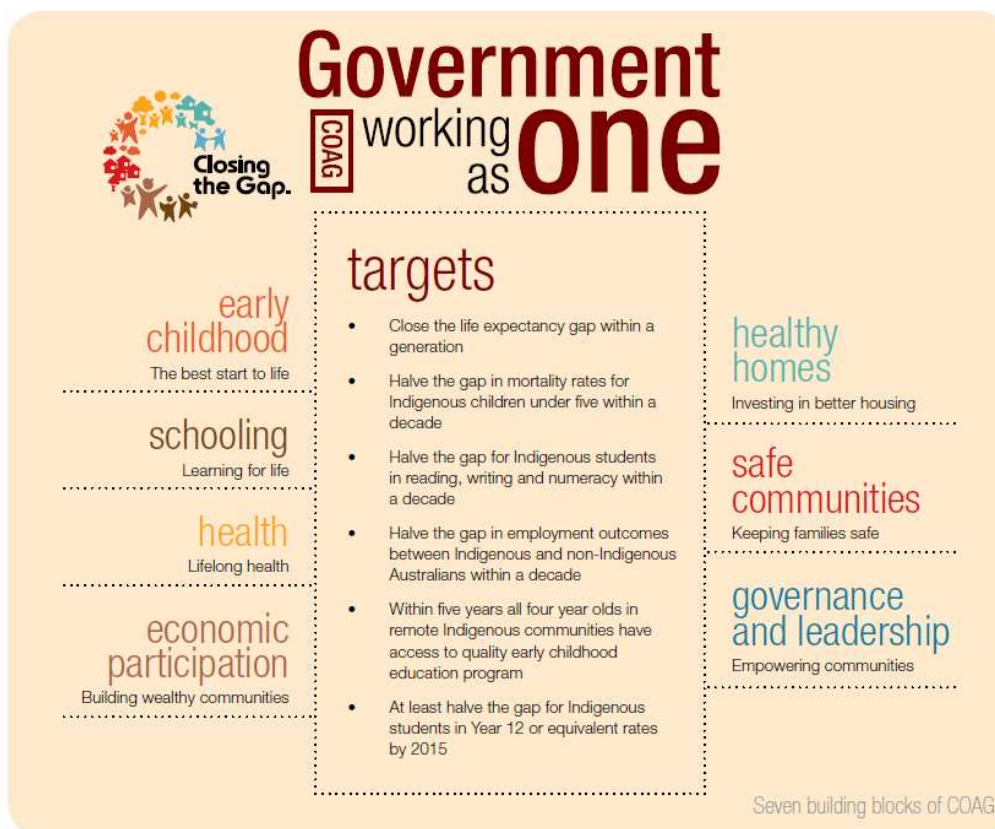 Government
COAG
working
as
one
Closing
the Gap.
early
childhood
The best start to life
schooling
Learning for life
health
Lifelong health
economic
participation
Building wealthy communities
targets
• Close the life expectancy gap within a
generation
• Halve the gap in mortality rates for
Indigenous children under five within a
decade
• Halve the gap for Indigenous students
in reading, writing and numeracy within
a decade
• Halve the gap in employment outcomes
between Indigenous and non-Indigenous
Australians within a decade
• Within five years all four year olds in
remote Indigenous communities have
access to quality early childhood
education program
• At least halve the gap for Indigenous
students in Year 12 or equivalent rates
by 2015
healthy
homes
Investing in better housing
safe
communities
Keeping families safe
governance
and leadership
Empowering communities
Seven building blocks of COAG